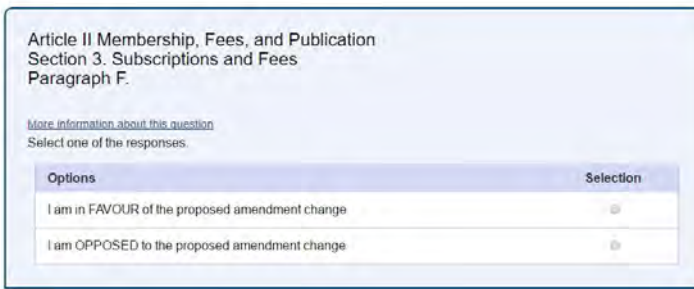 Article II Membership, Fees, and Publication
Section 3. Subscriptions and Fees
Paragraph F.
More information about this question
Select one of the responses.
Options Selection
I am in FAVOUR of the proposed amendment change
I am OPPOSED to the proposed amendment change